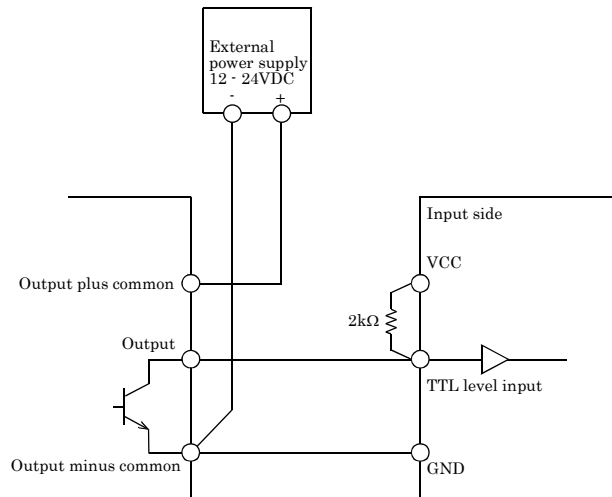 External
power supply
12 - 24VDC
- +
Input side
VCC
Output plus common
2kΩ
Output
TTL level input
Output minus common
GND